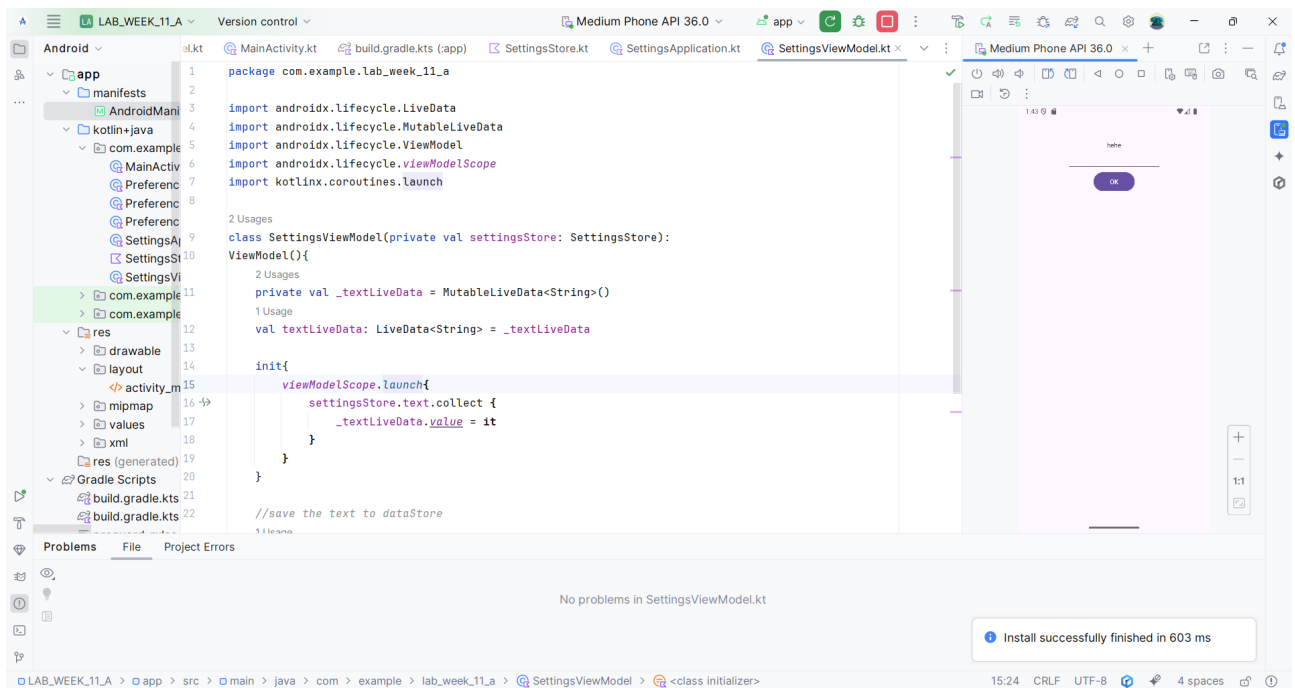 LAB_WEEK_11_A
Version control
Medium Phone API 36.0
app
Android
el.kt
MainActivity.kt
build.gradle.kts (:app)
SettingsStore.kt
SettingsApplication.kt
SettingsViewModel.kt
Medium Phone API 36.0
app
manifests
AndroidMani
kotlin+java
com.example
MainActiv
Preferenc
Preferenc
Preferenc
SettingsA
SettingsSt
SettingsVi
com.example
com.example
res
drawable
layout
activity_m
mipmap
values
xml
res (generated)
Gradle Scripts
build.gradle.kts
build.gradle.kts
1 package com.example.lab_week_11_a
2
3 import androidx.lifecycle.LiveData
4 import androidx.lifecycle.MutableLiveData
5 import androidx.lifecycle.ViewModel
6 import androidx.lifecycle.viewModelScope
7 import kotlinx.coroutines.launch
8
2 Usages
9 class SettingsViewModel(private val settingsStore: SettingsStore):
10 ViewModel(){
2 Usages
11 private val _textLiveData = MutableLiveData<String>()
1 Usage
12 val textLiveData: LiveData<String> = _textLiveData
13
14 init{
15 viewModelScope.launch{
16 settingsStore.text.collect {
17 _textLiveData.value = it
18 }
19 }
20 }
21
22 //save the text to dataStore
1 Usage
1:43
hehe
OK
1:1
Problems
File
Project Errors
No problems in SettingsViewModel.kt
Install successfully finished in 603 ms
LAB_WEEK_11_A > app > src > main > java > com > example > lab_week_11_a > SettingsViewModel > <class initializer>
15:24 CRLF UTF-8 4 spaces